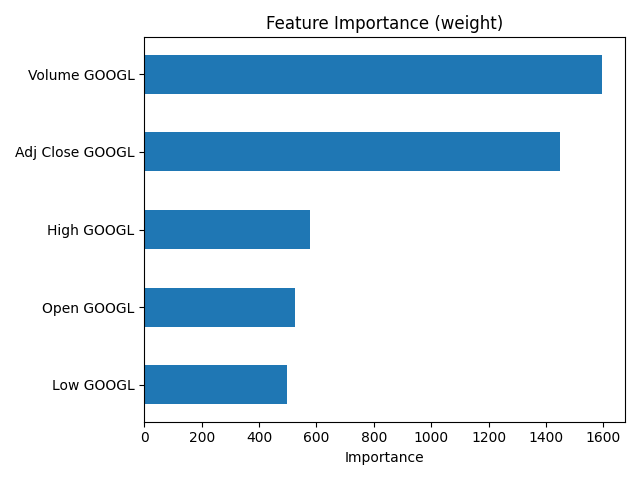 Feature Importance (weight)
Volume GOOGL
Adj Close GOOGL
High GOOGL
Open GOOGL
Low GOOGL
0 200 400 600 800 1000 1200 1400 1600
Importance